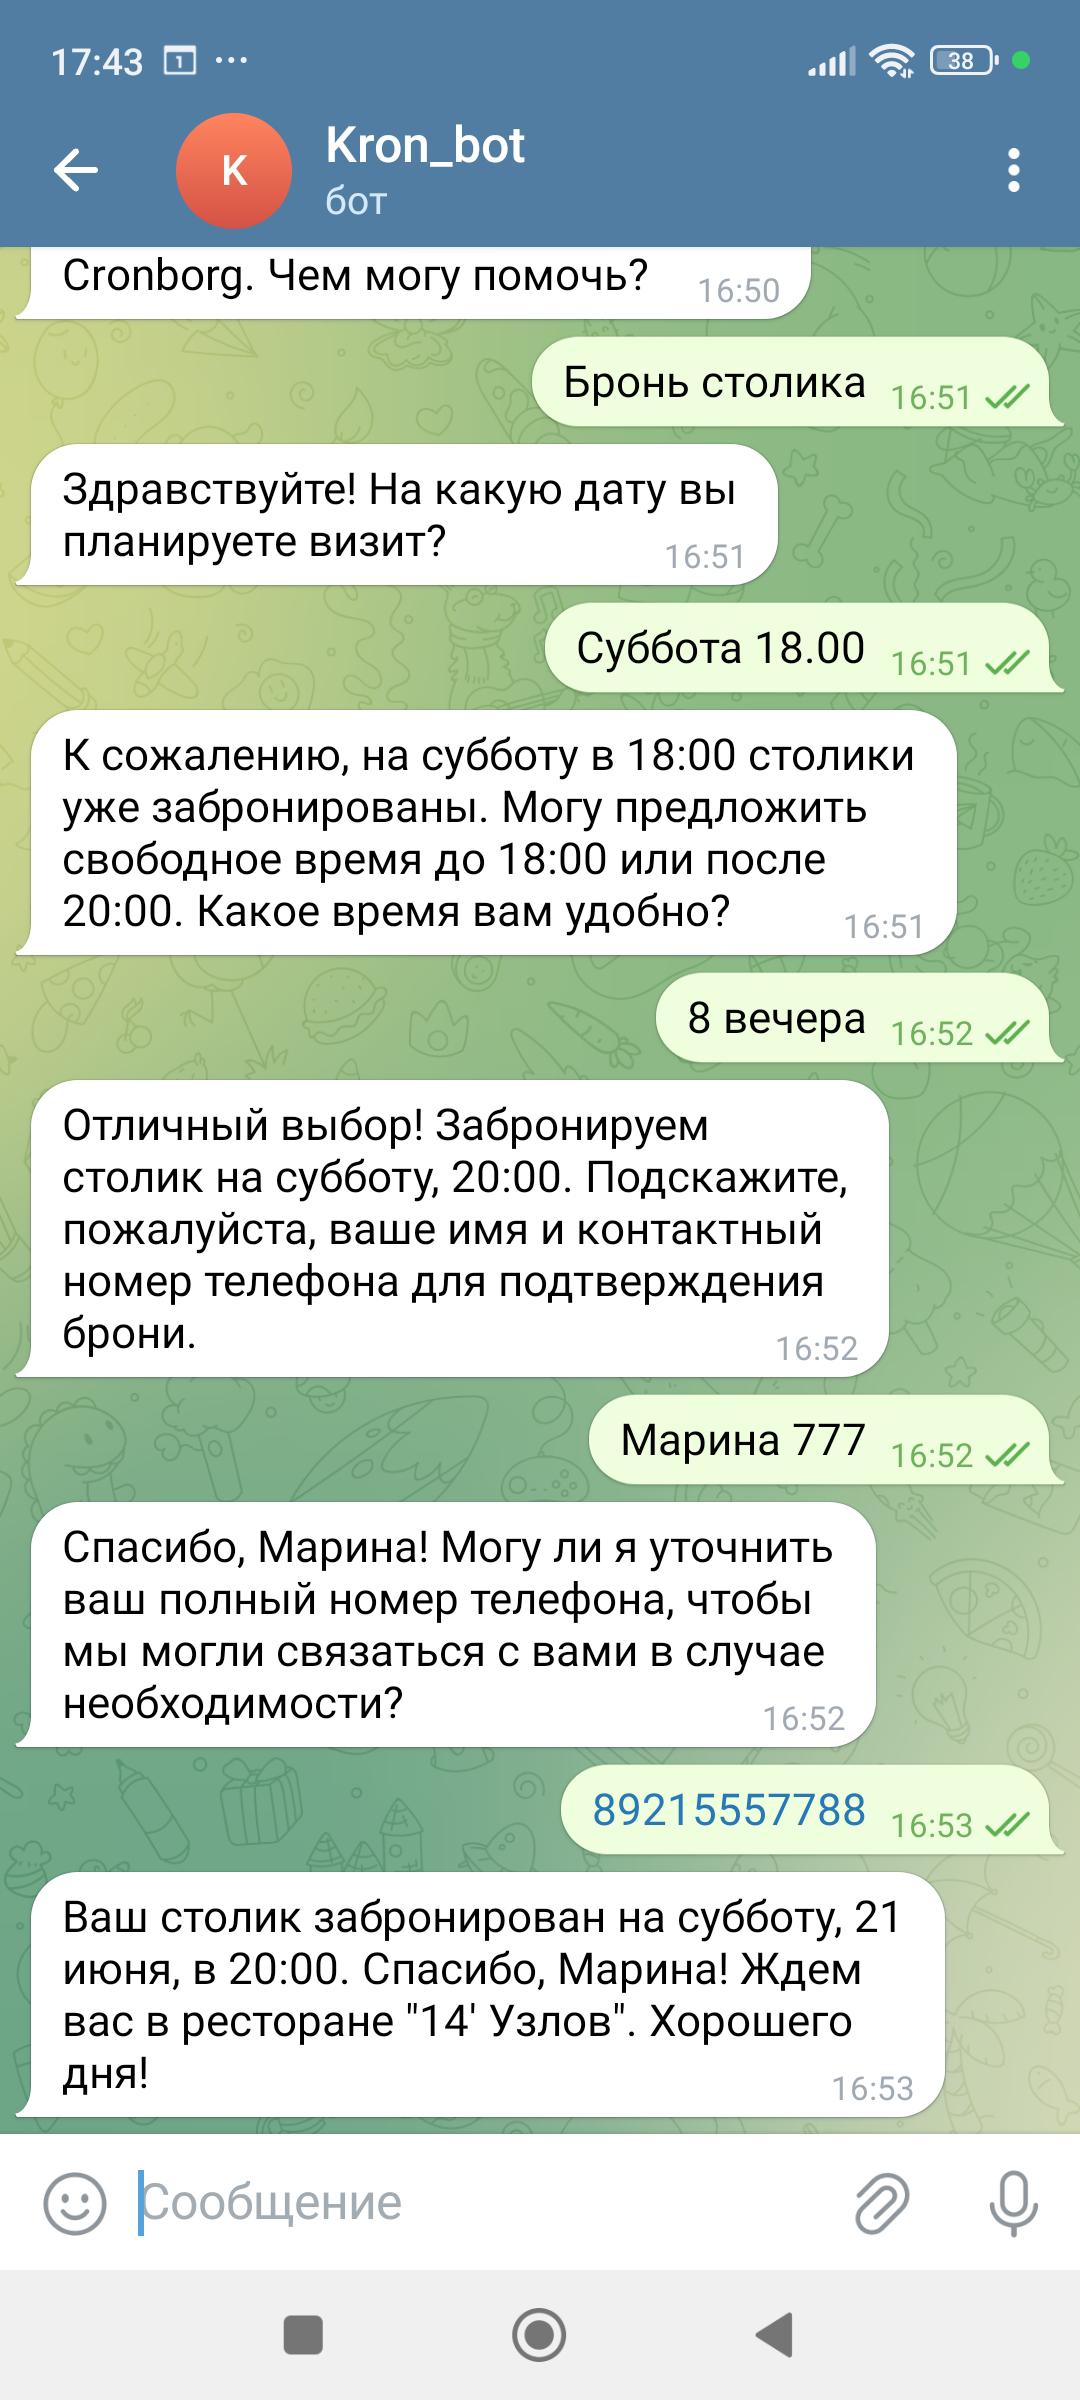 17:43 1 ... 38
K
Kron_bot
бот
Cronborg. Чем могу помочь? 16:50
Бронь столика 16:51
Здравствуйте! На какую дату вы
планируете визит? 16:51
Суббота 18.00 16:51
К сожалению, на субботу в 18:00 столики
уже забронированы. Могу предложить
свободное время до 18:00 или после
20:00. Какое время вам удобно? 16:51
8 вечера 16:52
Отличный выбор! Забронируем
столик на субботу, 20:00. Подскажите,
пожалуйста, ваше имя и контактный
номер телефона для подтверждения
брони. 16:52
Марина 777 16:52
Спасибо, Марина! Могу ли я уточнить
ваш полный номер телефона, чтобы
мы могли связаться с вами в случае
необходимости? 16:52
89215557788 16:53
Ваш столик забронирован на субботу, 21
июня, в 20:00. Спасибо, Марина! Ждем
вас в ресторане "14' Узлов". Хорошего
дня! 16:53
Сообщение